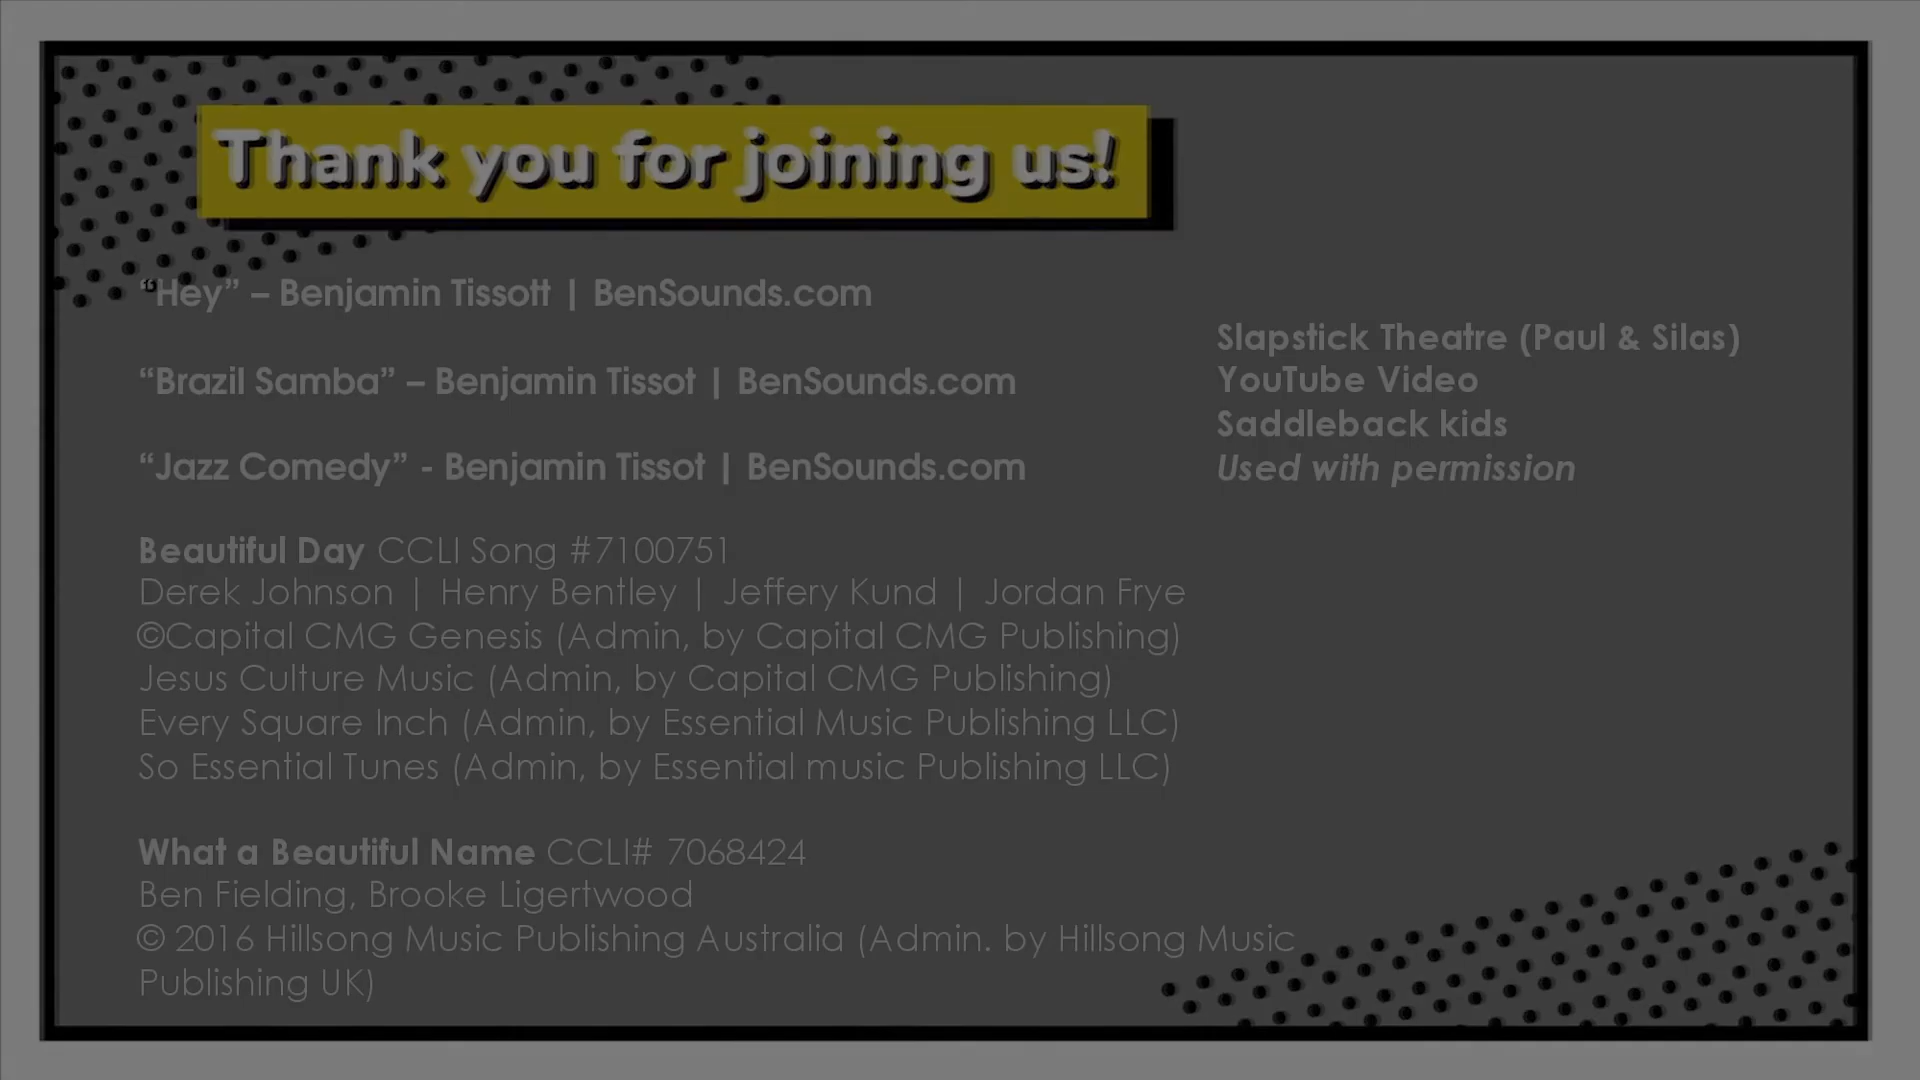 Thank you for joining us!
“Hey” – Benjamin Tissott | BenSounds.com
“Brazil Samba” – Benjamin Tissot | BenSounds.com
“Jazz Comedy” - Benjamin Tissot | BenSounds.com
Beautiful Day CCLI Song #7100751
Derek Johnson | Henry Bentley | Jeffery Kund | Jordan Frye
©Capital CMG Genesis (Admin, by Capital CMG Publishing)
Jesus Culture Music (Admin, by Capital CMG Publishing)
Every Square Inch (Admin, by Essential Music Publishing LLC)
So Essential Tunes (Admin, by Essential music Publishing LLC)
What a Beautiful Name CCLI# 7068424
Ben Fielding, Brooke Ligertwood
© 2016 Hillsong Music Publishing Australia (Admin. by Hillsong Music
Publishing UK)
Slapstick Theatre (Paul & Silas)
YouTube Video
Saddleback kids
Used with permission